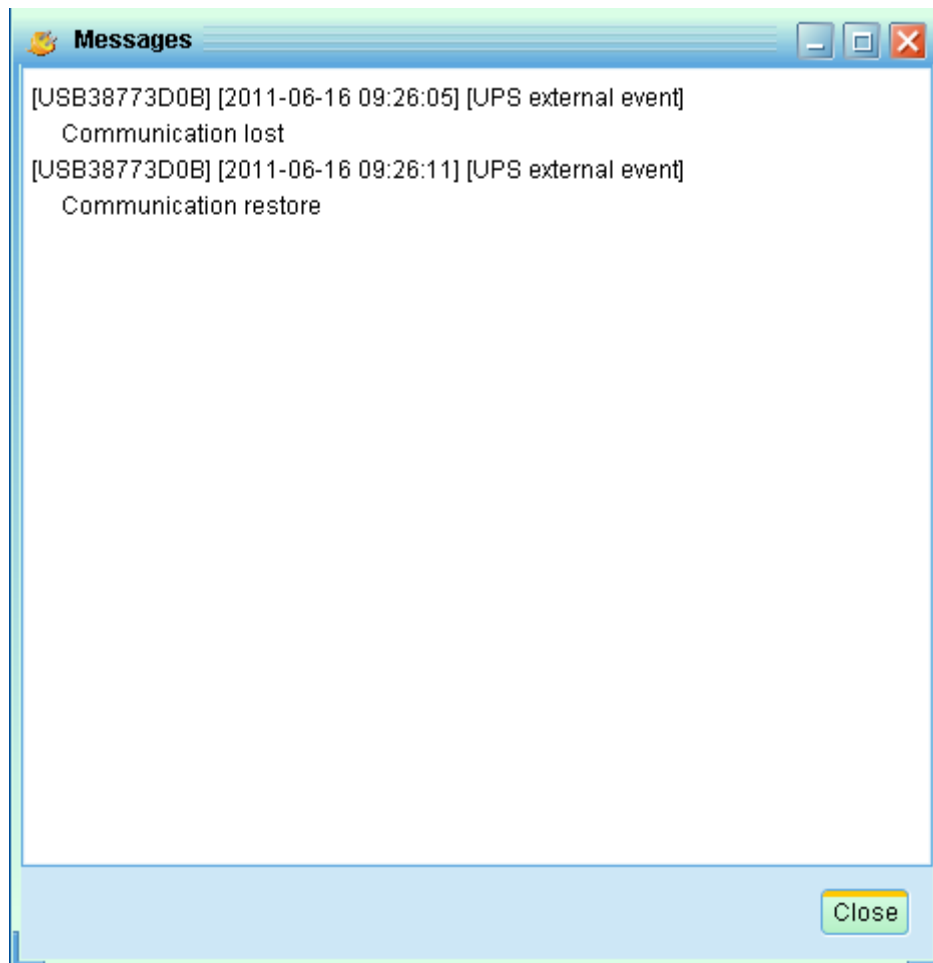 Messages
[USB38773D0B] [2011-06-16 09:26:05] [UPS external event]
Communication lost
[USB38773D0B] [2011-06-16 09:26:11] [UPS external event]
Communication restore
Close